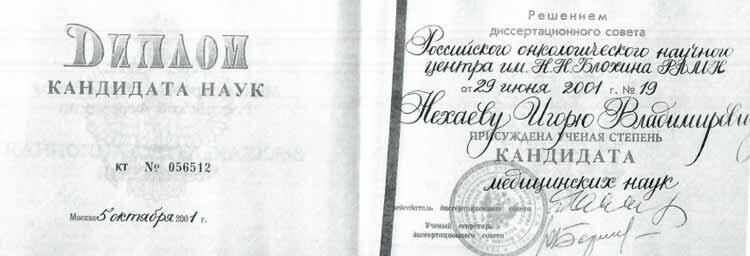 ДИПЛОМ
КАНДИДАТА НАУК
КТ № 056512
Москва 5 октября 2001 г.
Решением
диссертационного совета
Российского онкологического научного
центра им. Н.Н.Блохина РАМН
от 29 июня 2001 г. № 19
Нехаеву Игорю Владимирович
ПРИСУЖДЕНА УЧЕНАЯ СТЕПЕНЬ
КАНДИДАТА
медицинских наук
председатель диссертационного совета
Ученый секретарь
диссертационного совета